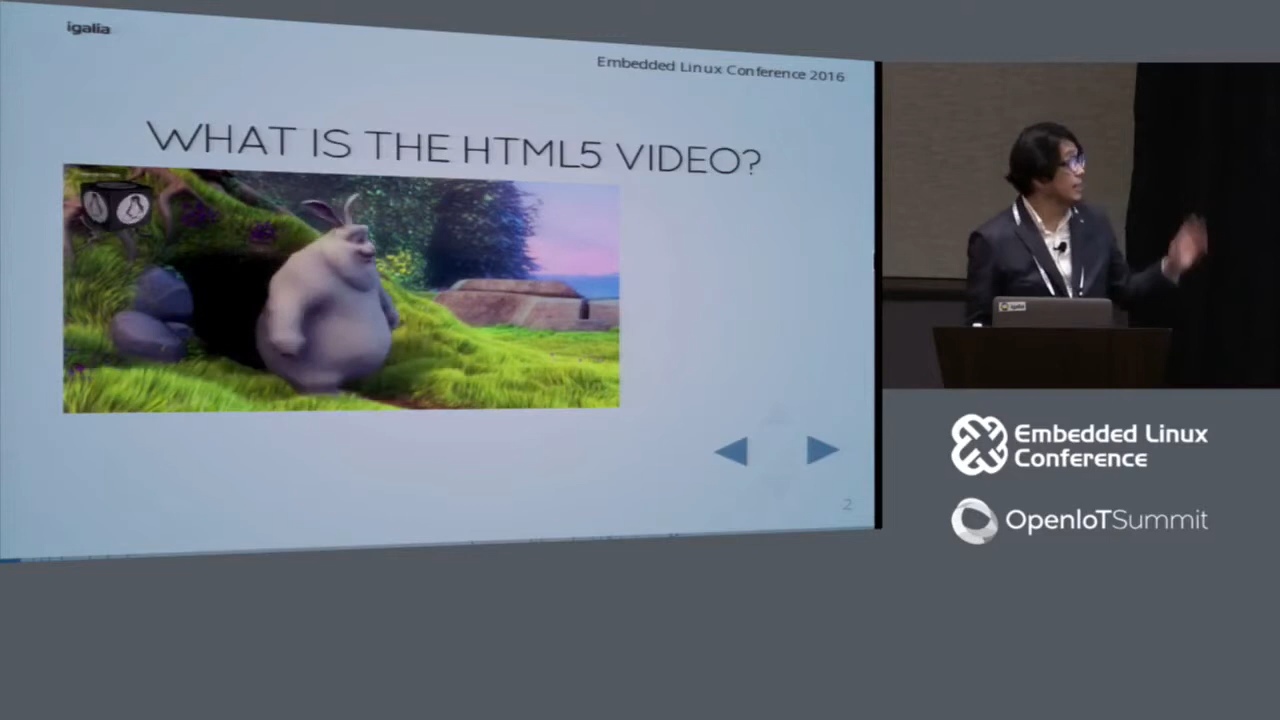 igalia
Embedded Linux Conference 2016
WHAT IS THE HTML5 VIDEO?
2
Embedded Linux
Conference
OpenIoTSummit